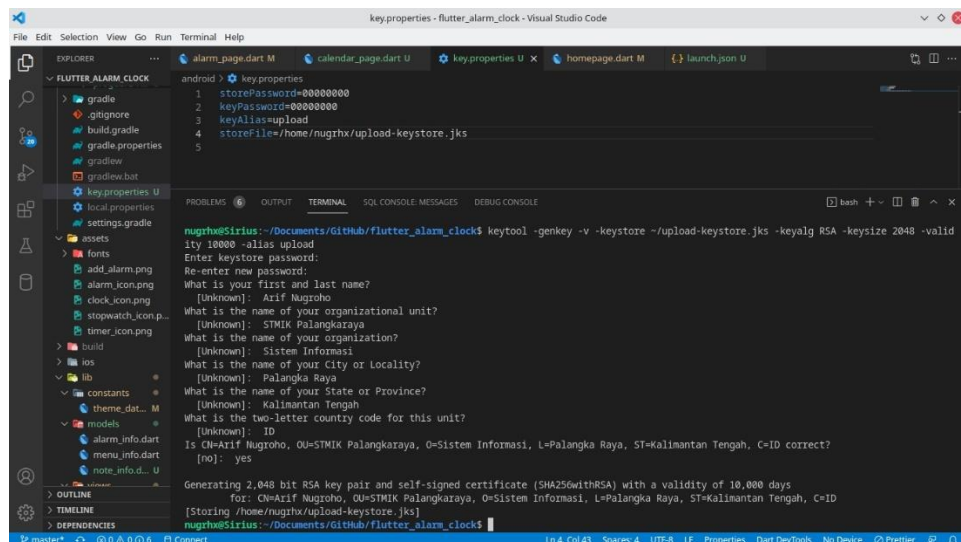 key.properties - flutter_alarm_clock - Visual Studio Code
File Edit Selection View Go Run Terminal Help
EXPLORER
FLUTTER_ALARM_CLOCK
gradle
.gitignore
build.gradle
gradle.properties
gradlew
gradlew.bat
key.properties U
local.properties
settings.gradle
assets
fonts
add_alarm.png
alarm_icon.png
clock_icon.png
stopwatch_icon.p...
timer_icon.png
build
ios
lib
constants
theme_dat... M
models
alarm_info.dart
menu_info.dart
note_info.d... U
views
OUTLINE
TIMELINE
DEPENDENCIES
alarm_page.dart M calendar_page.dart U key.properties U homepage.dart M launch.json U
android > key.properties
1 storePassword=00000000
2 keyPassword=00000000
3 keyAlias=upload
4 storeFile=/home/nugrhx/upload-keystore.jks
5
PROBLEMS 6 OUTPUT TERMINAL SQL CONSOLE: MESSAGES DEBUG CONSOLE
bash
nugrhx@Sirius:~/Documents/GitHub/flutter_alarm_clock$ keytool -genkey -v -keystore ~/upload-keystore.jks -keyalg RSA -keysize 2048 -valid
ity 10000 -alias upload
Enter keystore password:
Re-enter new password:
What is your first and last name?
[Unknown]: Arif Nugroho
What is the name of your organizational unit?
[Unknown]: STMIK Palangkaraya
What is the name of your organization?
[Unknown]: Sistem Informasi
What is the name of your City or Locality?
[Unknown]: Palangka Raya
What is the name of your State or Province?
[Unknown]: Kalimantan Tengah
What is the two-letter country code for this unit?
[Unknown]: ID
Is CN=Arif Nugroho, OU=STMIK Palangkaraya, O=Sistem Informasi, L=Palangka Raya, ST=Kalimantan Tengah, C=ID correct?
[no]: yes
Generating 2,048 bit RSA key pair and self-signed certificate (SHA256withRSA) with a validity of 10,000 days
for: CN=Arif Nugroho, OU=STMIK Palangkaraya, O=Sistem Informasi, L=Palangka Raya, ST=Kalimantan Tengah, C=ID
[Storing /home/nugrhx/upload-keystore.jks]
nugrhx@Sirius:~/Documents/GitHub/flutter_alarm_clock$
master* 0 0 6 Connect Ln 4, Col 43 Spaces: 4 UTF-8 LF Properties Dart DevTools No Device Prettier